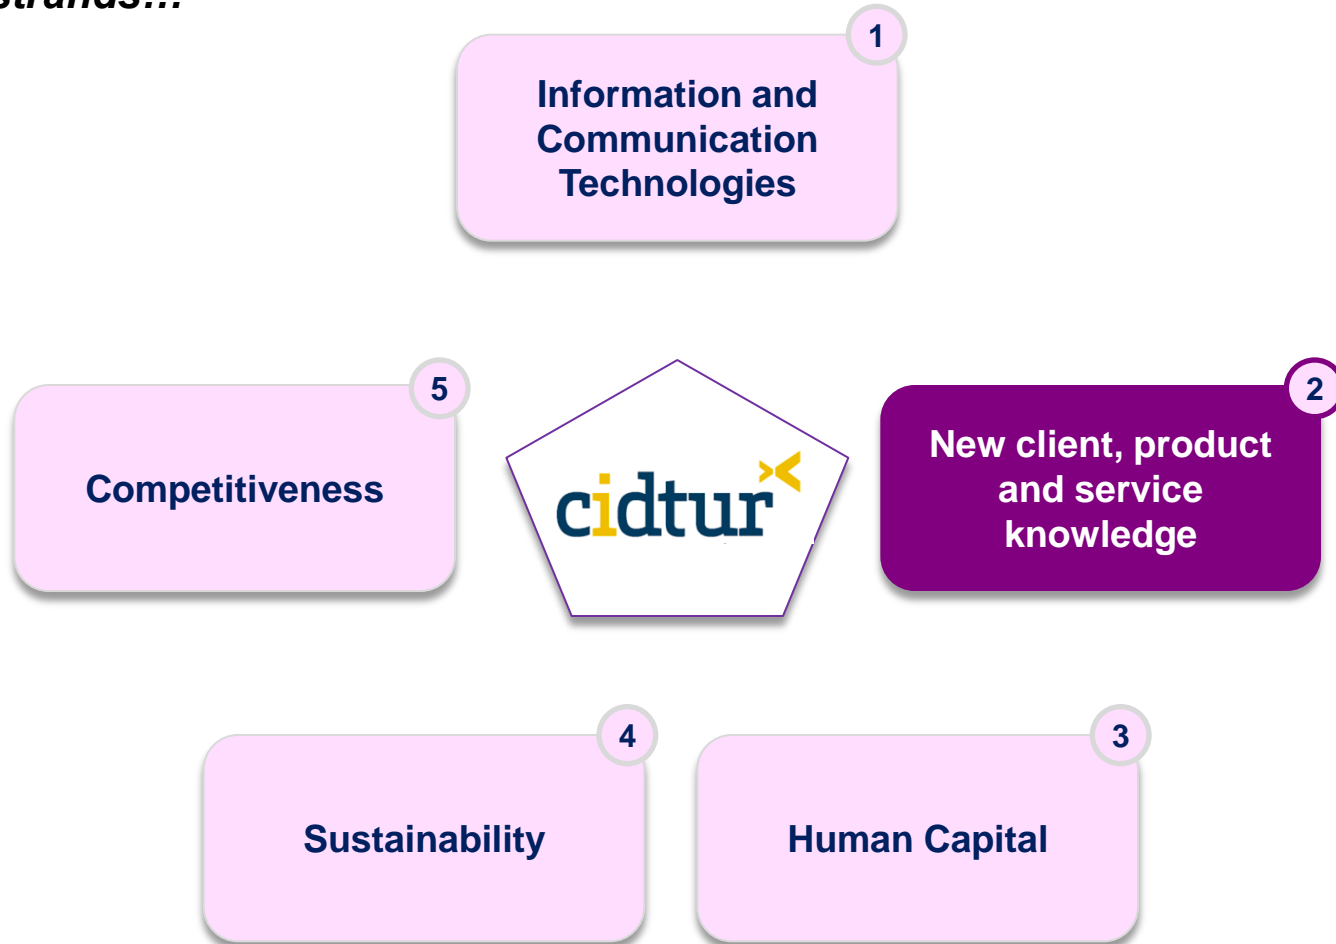 strands...
1
Information and
Communication
Technologies
5
Competitiveness
cidtur
2
New client, product
and service
knowledge
4
Sustainability
3
Human Capital